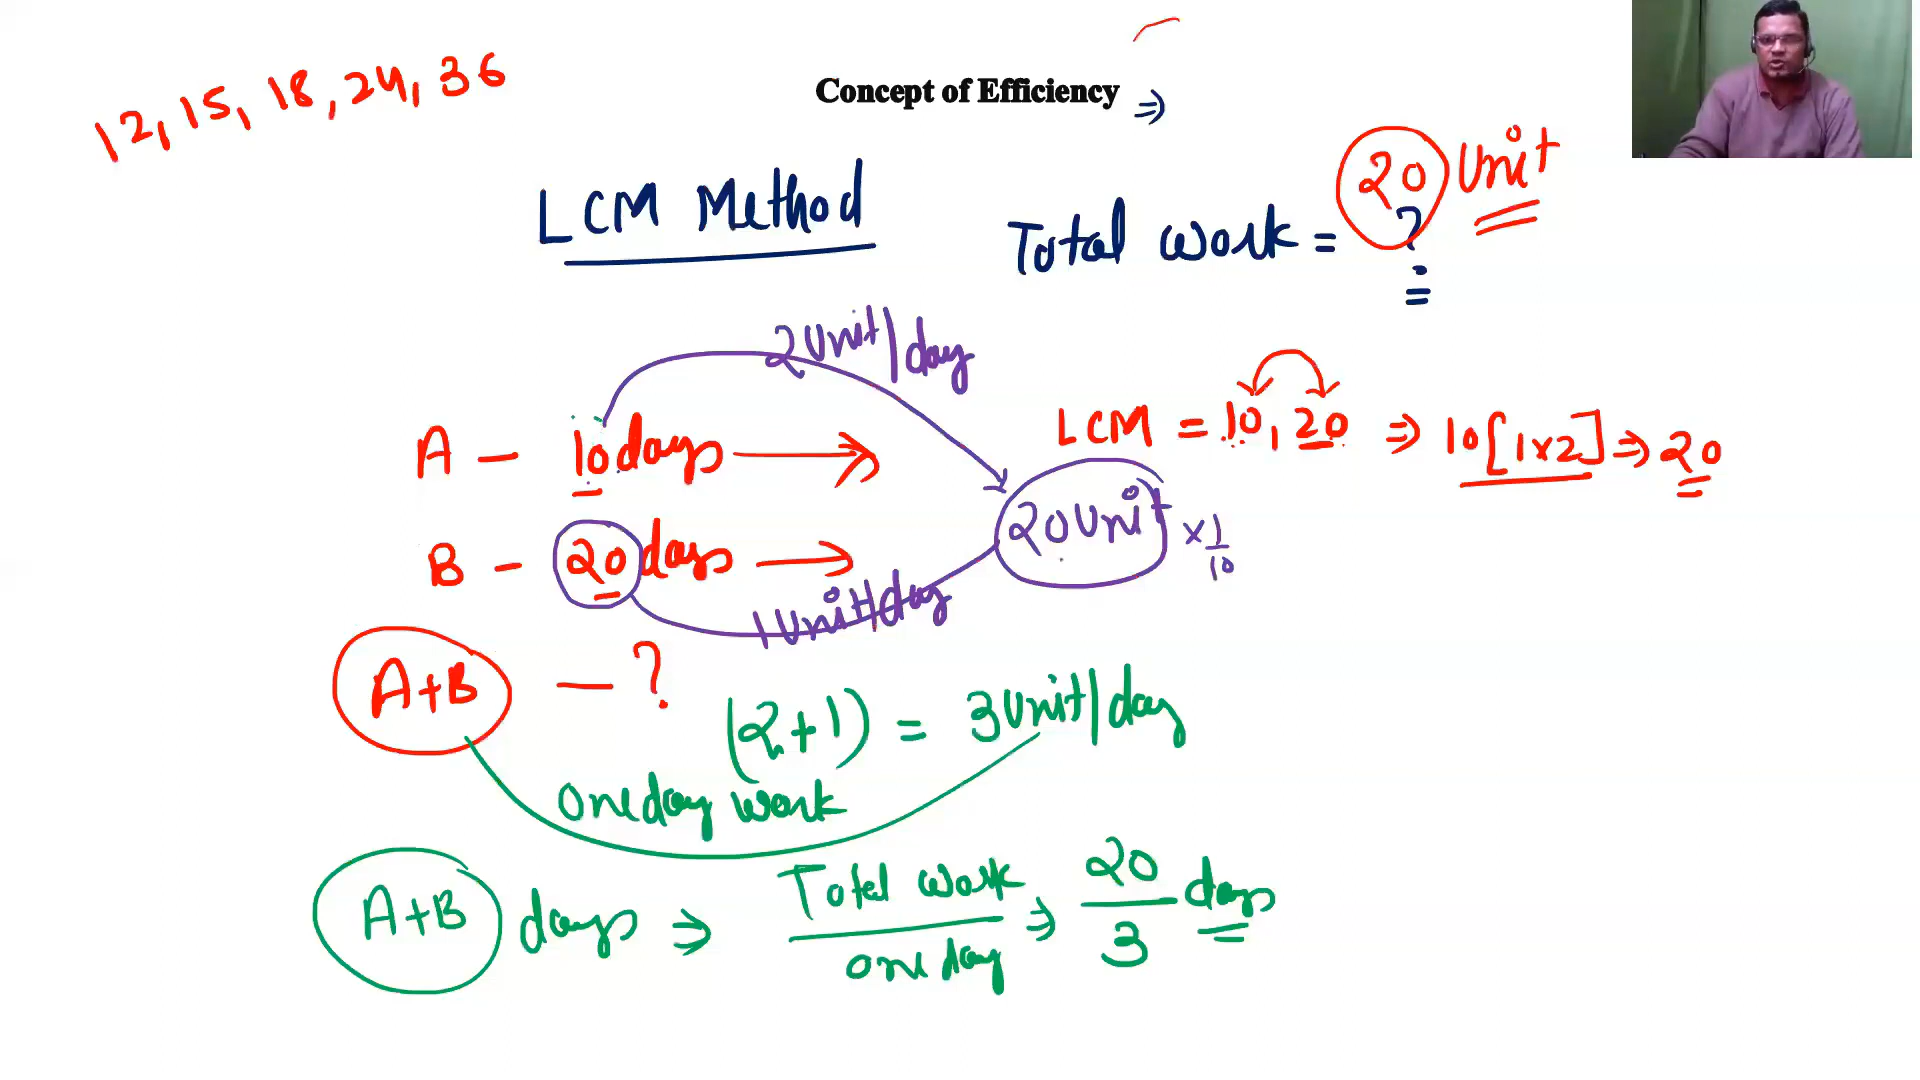 12, 15, 18, 24, 36
Concept of Efficiency ⇒
LCM Method
20 Unit
Total work = ?
2 Unit/day
A - 10 days
LCM = 10, 20 ⇒ 10[1×2] ⇒ 20
20 Unit × 1/10
B - 20 days
1 Unit/day
A+B - ?
(2+1) = 3 Unit/day
One day work
A+B days ⇒ Total work / one day ⇒ 20/3 days